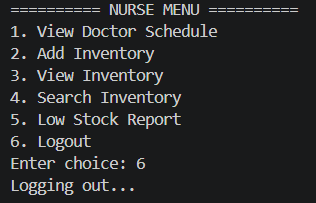 ========== NURSE MENU ==========
1. View Doctor Schedule
2. Add Inventory
3. View Inventory
4. Search Inventory
5. Low Stock Report
6. Logout
Enter choice: 6
Logging out...